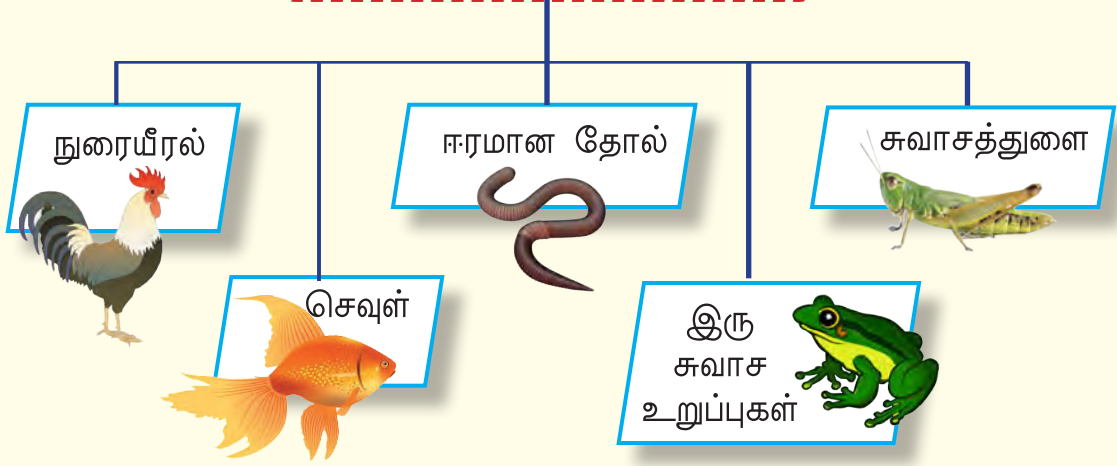 நுரையீரல்
செவுள்
ஈரமான தோல்
இரு
சுவாச
உறுப்புகள்
சுவாசத்துளை